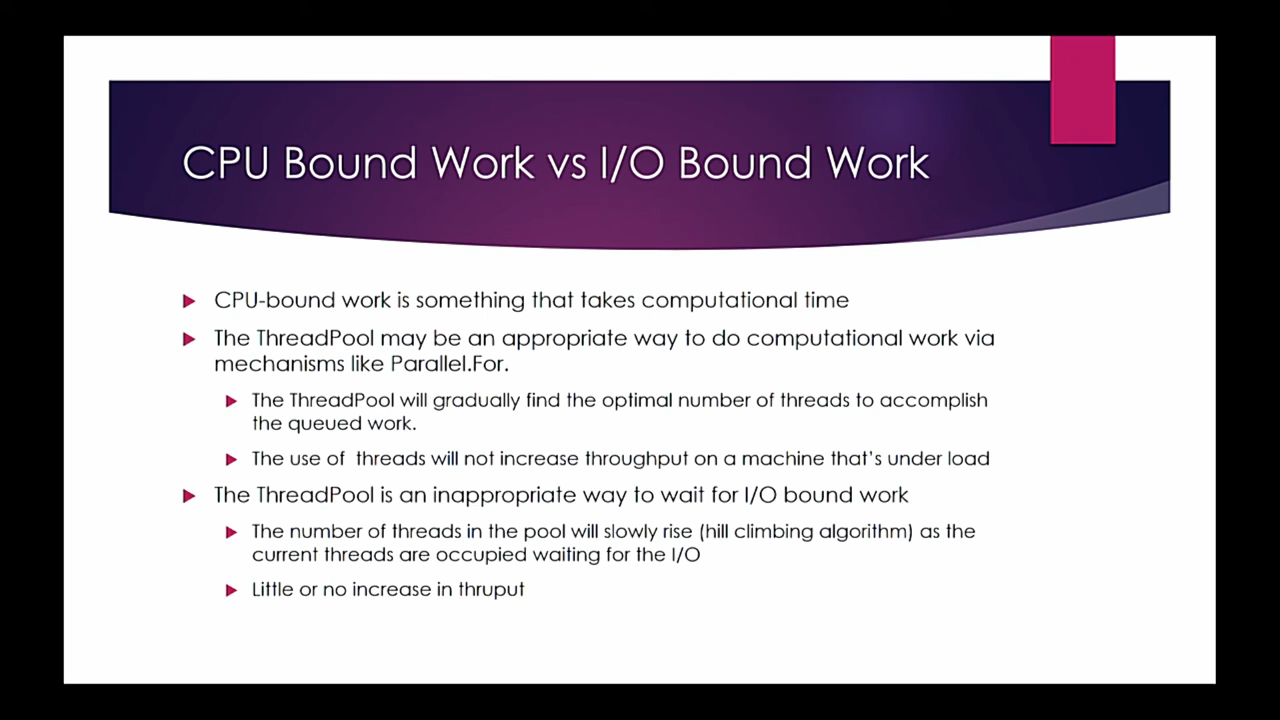 CPU Bound Work vs I/O Bound Work
CPU-bound work is something that takes computational time
The ThreadPool may be an appropriate way to do computational work via
mechanisms like Parallel.For.
The ThreadPool will gradually find the optimal number of threads to accomplish
the queued work.
The use of threads will not increase throughput on a machine that's under load
The ThreadPool is an inappropriate way to wait for I/O bound work
The number of threads in the pool will slowly rise (hill climbing algorithm) as the
current threads are occupied waiting for the I/O
Little or no increase in thruput